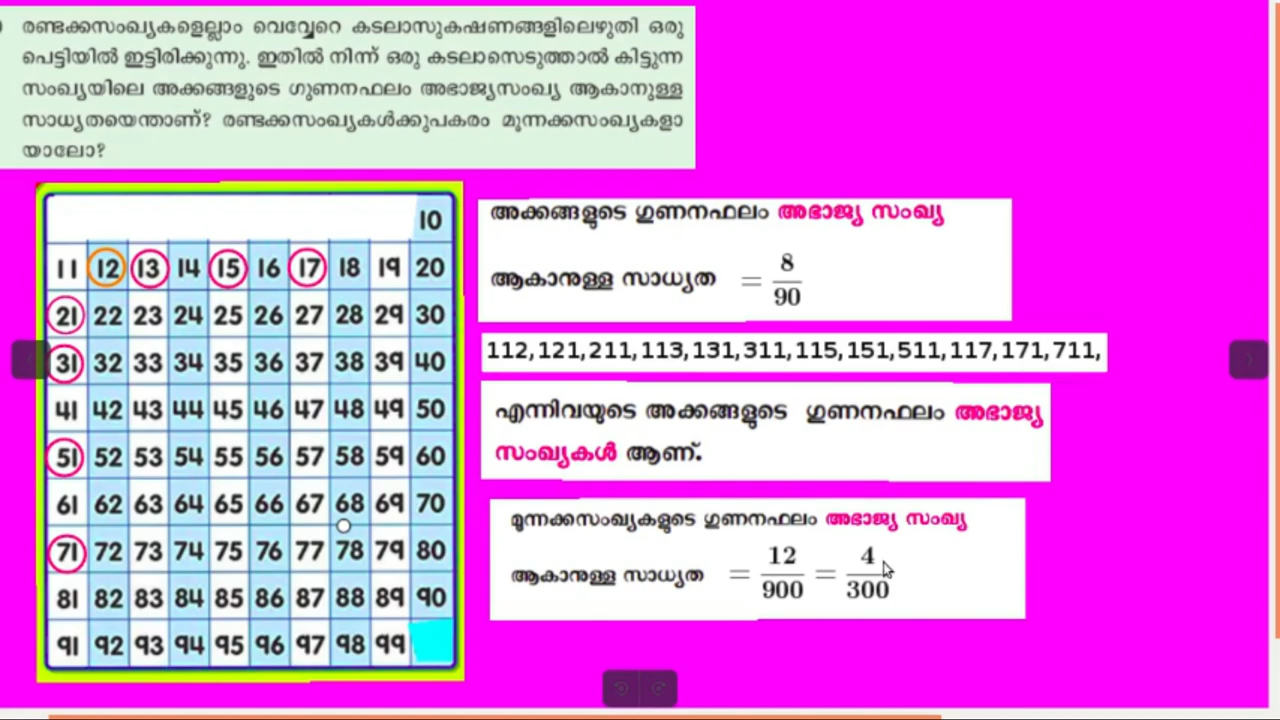 രണ്ടക്കസംഖ്യകളെല്ലാം വെവ്വേറെ കടലാസുകഷണങ്ങളിലെഴുതി ഒരു
പെട്ടിയിൽ ഇട്ടിരിക്കുന്നു. ഇതിൽ നിന്ന് ഒരു കടലാസെടുത്താൽ കിട്ടുന്ന
സംഖ്യയിലെ അക്കങ്ങളുടെ ഗുണനഫലം അഭാജ്യസംഖ്യ ആകാനുള്ള
സാധ്യതയെന്താണ്? രണ്ടക്കസംഖ്യകൾക്കുപകരം മൂന്നക്കസംഖ്യകളാ
യാലോ?
10
11 12 13 14 15 16 17 18 19 20
21 22 23 24 25 26 27 28 29 30
31 32 33 34 35 36 37 38 39 40
41 42 43 44 45 46 47 48 49 50
51 52 53 54 55 56 57 58 59 60
61 62 63 64 65 66 67 68 69 70
71 72 73 74 75 76 77 78 79 80
81 82 83 84 85 86 87 88 89 90
91 92 93 94 95 96 97 98 99
അക്കങ്ങളുടെ ഗുണനഫലം അഭാജ്യ സംഖ്യ
ആകാനുള്ള സാധ്യത = 8/90
112, 121, 211, 113, 131, 311, 115, 151, 511, 117, 171, 711,
എന്നിവയുടെ അക്കങ്ങളുടെ ഗുണനഫലം അഭാജ്യ
സംഖ്യകൾ ആണ്.
മൂന്നക്കസംഖ്യകളുടെ ഗുണനഫലം അഭാജ്യ സംഖ്യ
ആകാനുള്ള സാധ്യത = 12/900 = 4/300